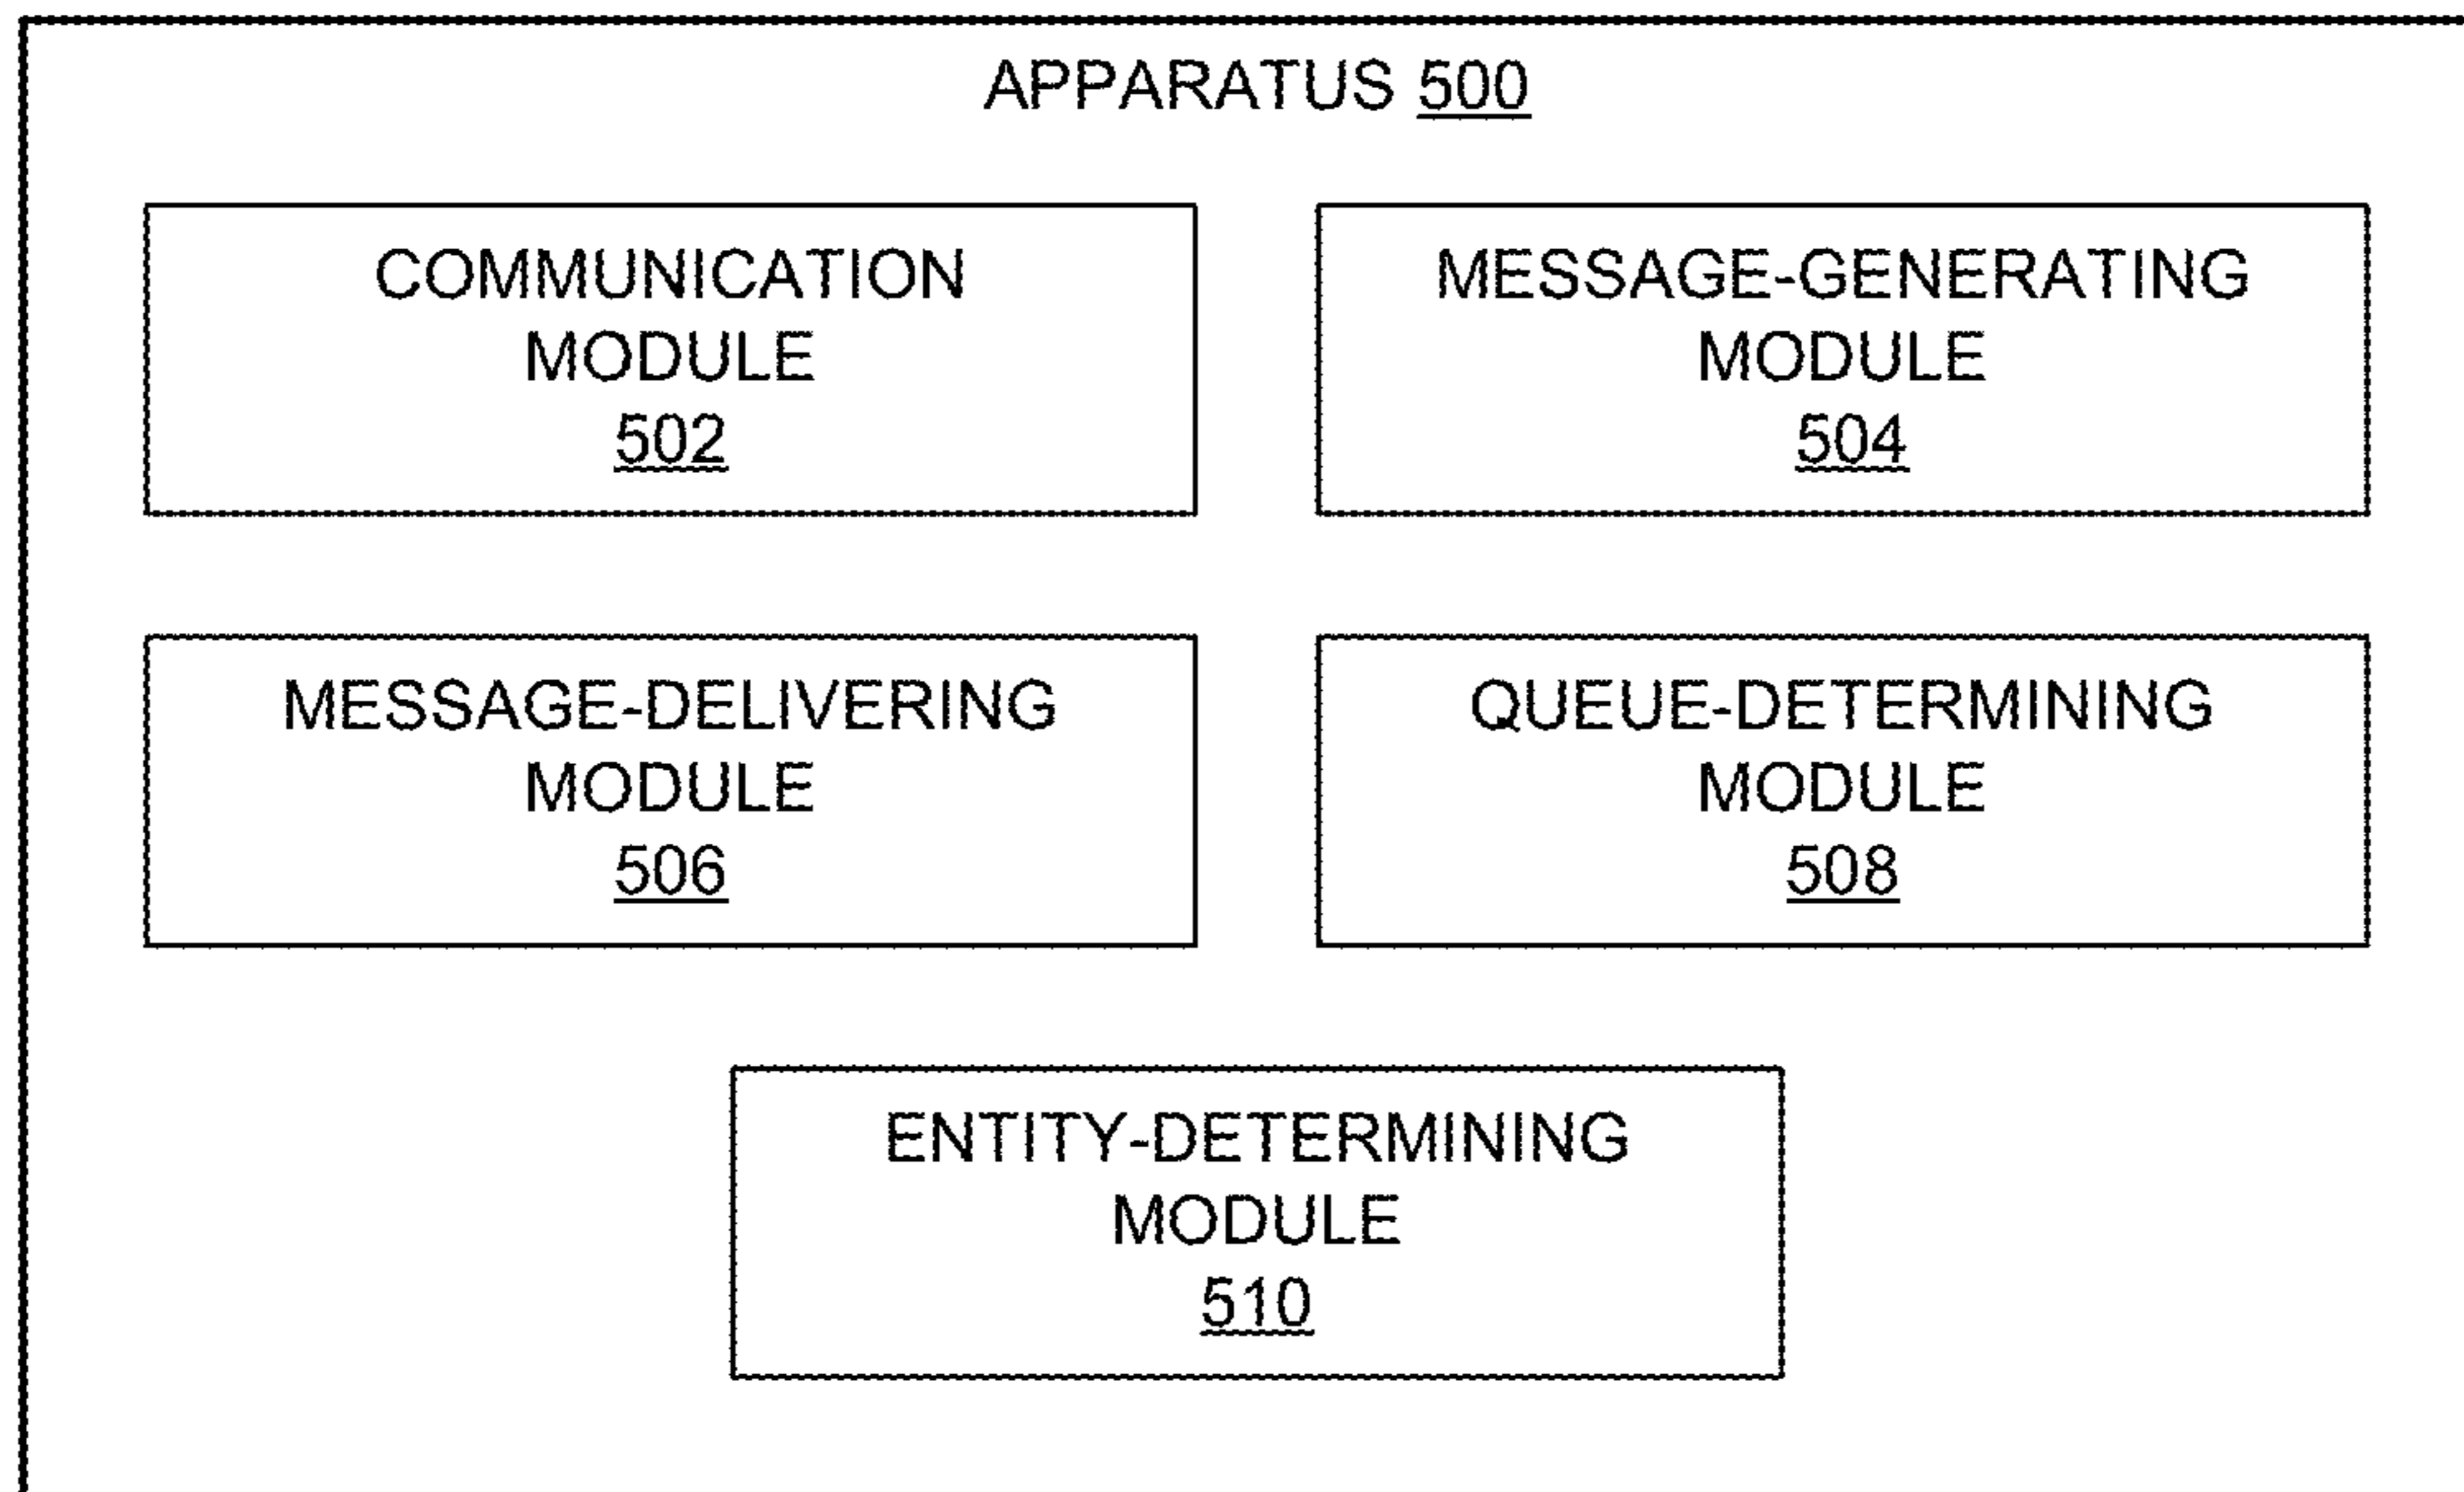 APPARATUS 500
COMMUNICATION
MODULE
502
MESSAGE-GENERATING
MODULE
504
MESSAGE-DELIVERING
MODULE
506
QUEUE-DETERMINING
MODULE
508
ENTITY-DETERMINING
MODULE
510